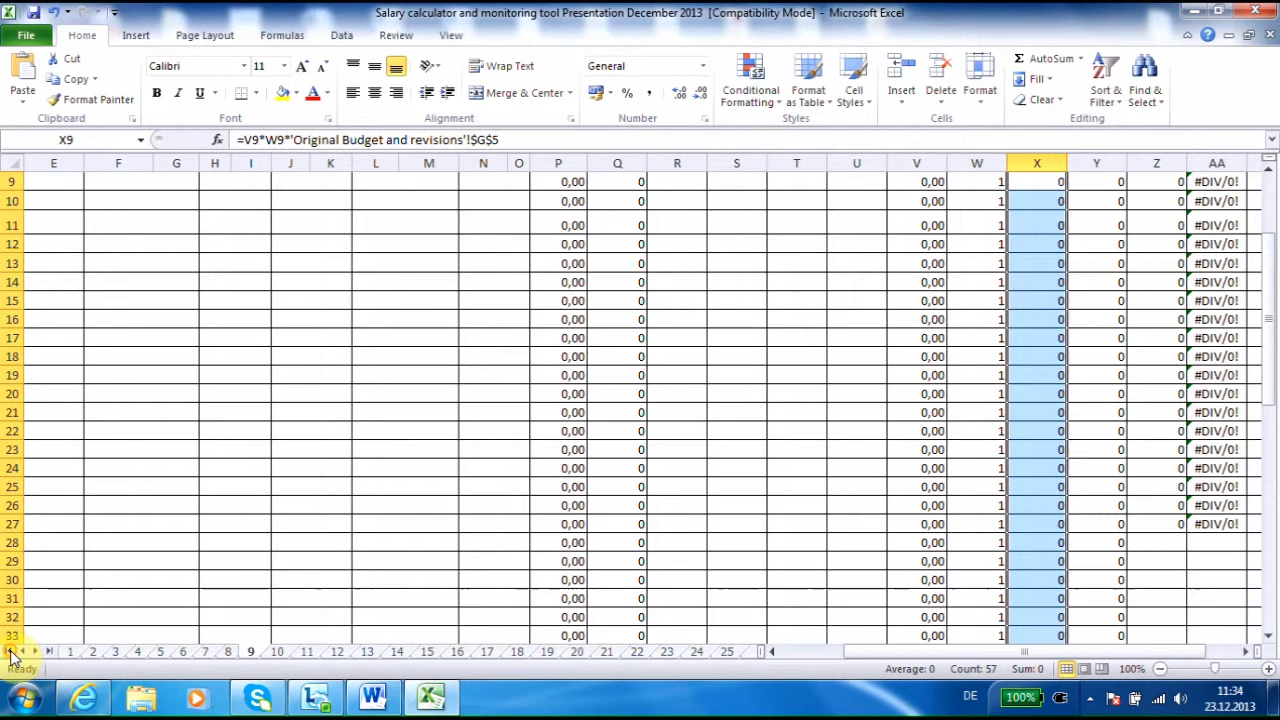 Salary calculator and monitoring tool Presentation December 2013 [Compatibility Mode] - Microsoft Excel
File Home Insert Page Layout Formulas Data Review View
Cut Calibri 11 Wrap Text General AutoSum
Copy Fill
Paste Format Painter B I U Merge & Center % Conditional Formatting Format as Table Cell Styles Insert Delete Format Clear Sort & Filter Find & Select
Clipboard Font Alignment Number Styles Cells Editing
X9 fx =V9*W9*'Original Budget and revisions'!$G$5
E F G H I J K L M N O P Q R S T U V W X Y Z AA
9 0,00 0 0,00 1 0 0 0 #DIV/0!
10 0,00 0 0,00 1 0 0 0 #DIV/0!
11 0,00 0 0,00 1 0 0 0 #DIV/0!
12 0,00 0 0,00 1 0 0 0 #DIV/0!
13 0,00 0 0,00 1 0 0 0 #DIV/0!
14 0,00 0 0,00 1 0 0 0 #DIV/0!
15 0,00 0 0,00 1 0 0 0 #DIV/0!
16 0,00 0 0,00 1 0 0 0 #DIV/0!
17 0,00 0 0,00 1 0 0 0 #DIV/0!
18 0,00 0 0,00 1 0 0 0 #DIV/0!
19 0,00 0 0,00 1 0 0 0 #DIV/0!
20 0,00 0 0,00 1 0 0 0 #DIV/0!
21 0,00 0 0,00 1 0 0 0 #DIV/0!
22 0,00 0 0,00 1 0 0 0 #DIV/0!
23 0,00 0 0,00 1 0 0 0 #DIV/0!
24 0,00 0 0,00 1 0 0 0 #DIV/0!
25 0,00 0 0,00 1 0 0 0 #DIV/0!
26 0,00 0 0,00 1 0 0 0 #DIV/0!
27 0,00 0 0,00 1 0 0 0 #DIV/0!
28 0,00 0 0,00 1 0 0
29 0,00 0 0,00 1 0 0
30 0,00 0 0,00 1 0 0
31 0,00 0 0,00 1 0 0
32 0,00 0 0,00 1 0 0
33 0,00 0 0,00 1 0 0
1 2 3 4 5 6 7 8 9 10 11 12 13 14 15 16 17 18 19 20 21 22 23 24 25
Ready Average: 0 Count: 57 Sum: 0 100%
DE 100% 11:34
23.12.2013